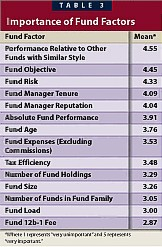 TABLE 3
Importance of Fund Factors
Fund Factor Mean*
Performance Relative to Other 4.55
Funds with Similar Style
Fund Objective 4.45
Fund Risk 4.33
Fund Manager Tenure 4.09
Fund Manager Reputation 4.04
Absolute Fund Performance 3.91
Fund Age 3.76
Fund Expenses (Excluding 3.53
Commissions)
Tax Efficiency 3.48
Number of Fund Holdings 3.29
Fund Size 3.26
Number of Funds in Fund Family 3.05
Fund Load 3.00
Fund 12b-1 Fee 2.87
*Where 1 represents "very unimportant" and 5 represents
"very important."